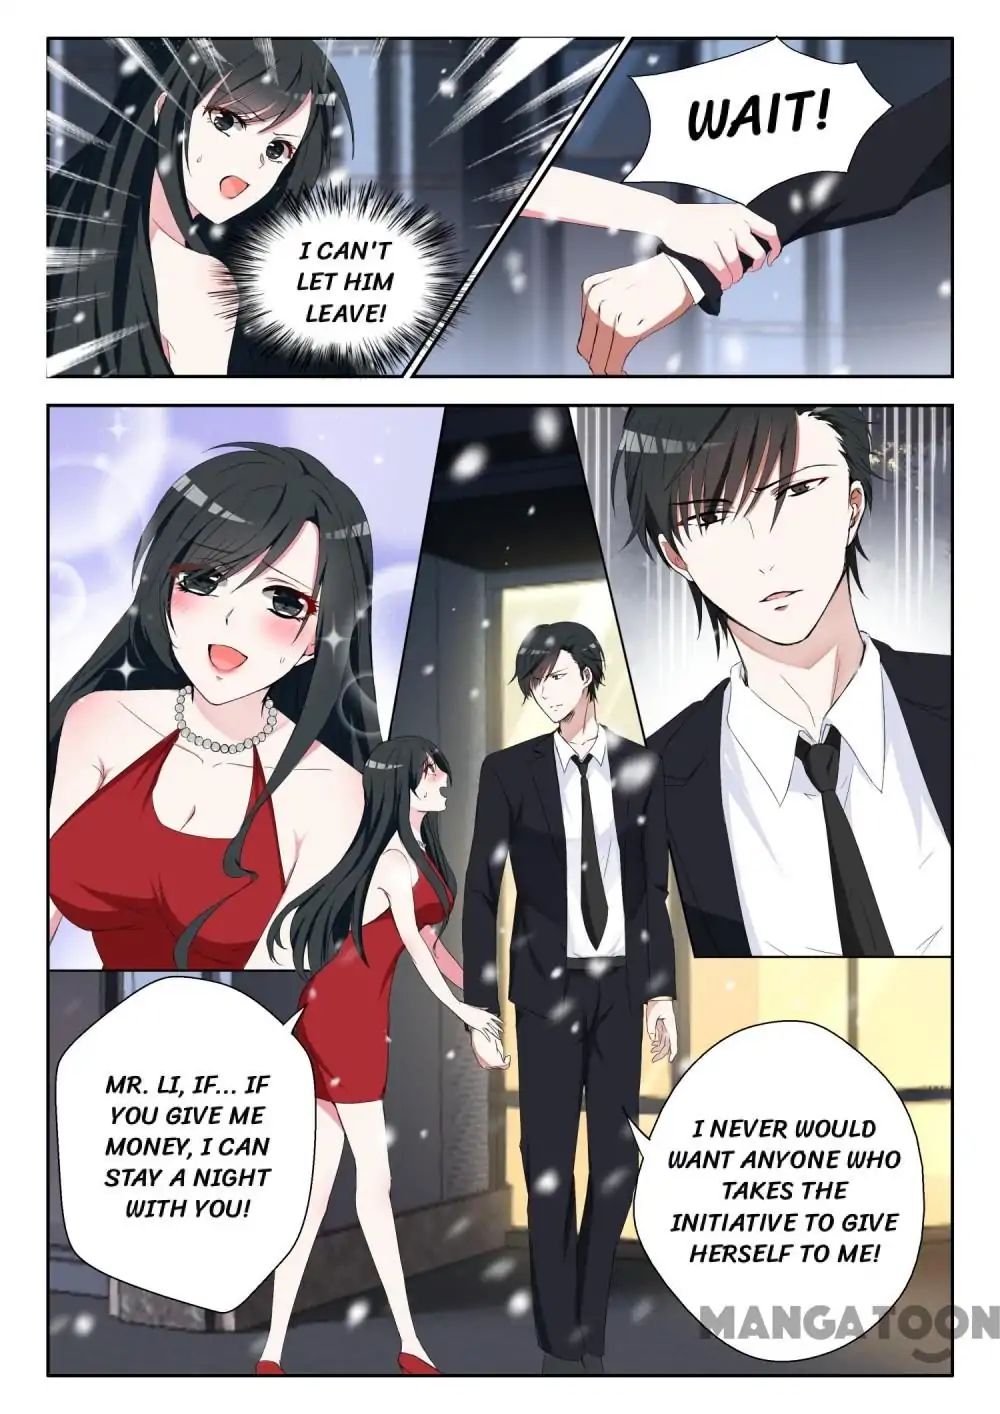 I CAN'T
LET HIM
LEAVE!
WAIT!
MR. LI, IF... IF
YOU GIVE ME
MONEY, I CAN
STAY A NIGHT
WITH YOU!
I NEVER WOULD
WANT ANYONE WHO
TAKES THE
INITIATIVE TO GIVE
HERSELF TO ME!
MANGATOON